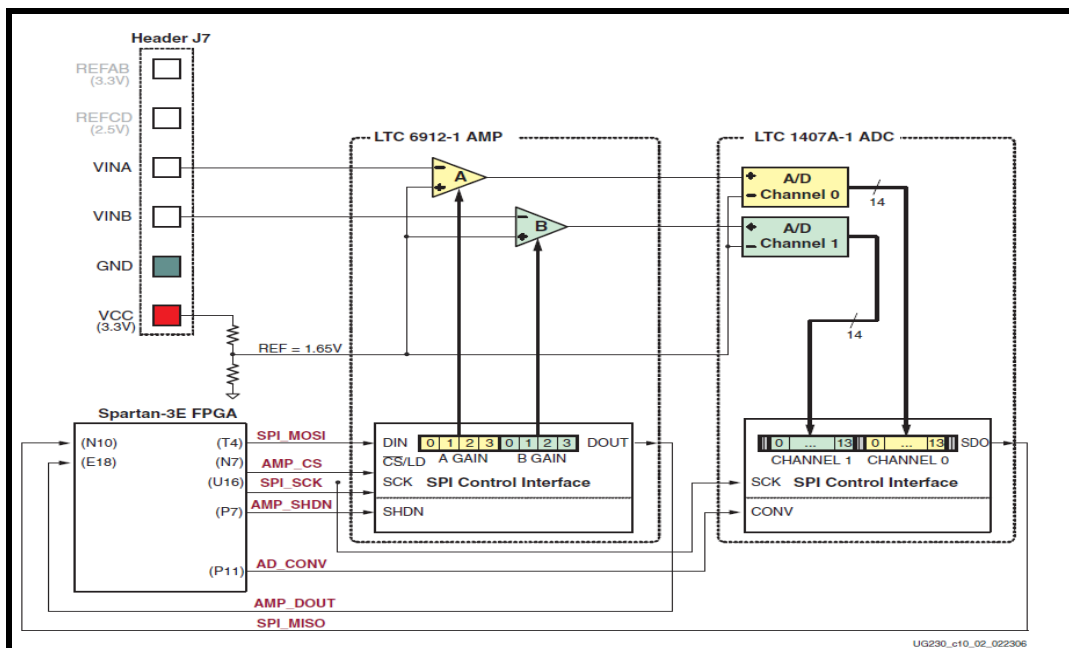 Header J7
REFAB
(3.3V)
REFCD
(2.5V)
VINA
VINB
GND
VCC
(3.3V)
REF = 1.65V
LTC 6912-1 AMP
A
B
LTC 1407A-1 ADC
A/D
Channel 0
14
A/D
Channel 1
14
Spartan-3E FPGA
(N10)
(E18)
(T4)
(N7)
(U16)
(P7)
(P11)
SPI_MOSI
AMP_CS
SPI_SCK
AMP_SHDN
AD_CONV
AMP_DOUT
SPI_MISO
DIN
0 1 2 3 0 1 2 3
DOUT
CS/LD
A GAIN B GAIN
SCK SPI Control Interface
SHDN
0 ... 13 0 ... 13
SDO
CHANNEL 1 CHANNEL 0
SCK SPI Control Interface
CONV
UG230_c10_02_022306